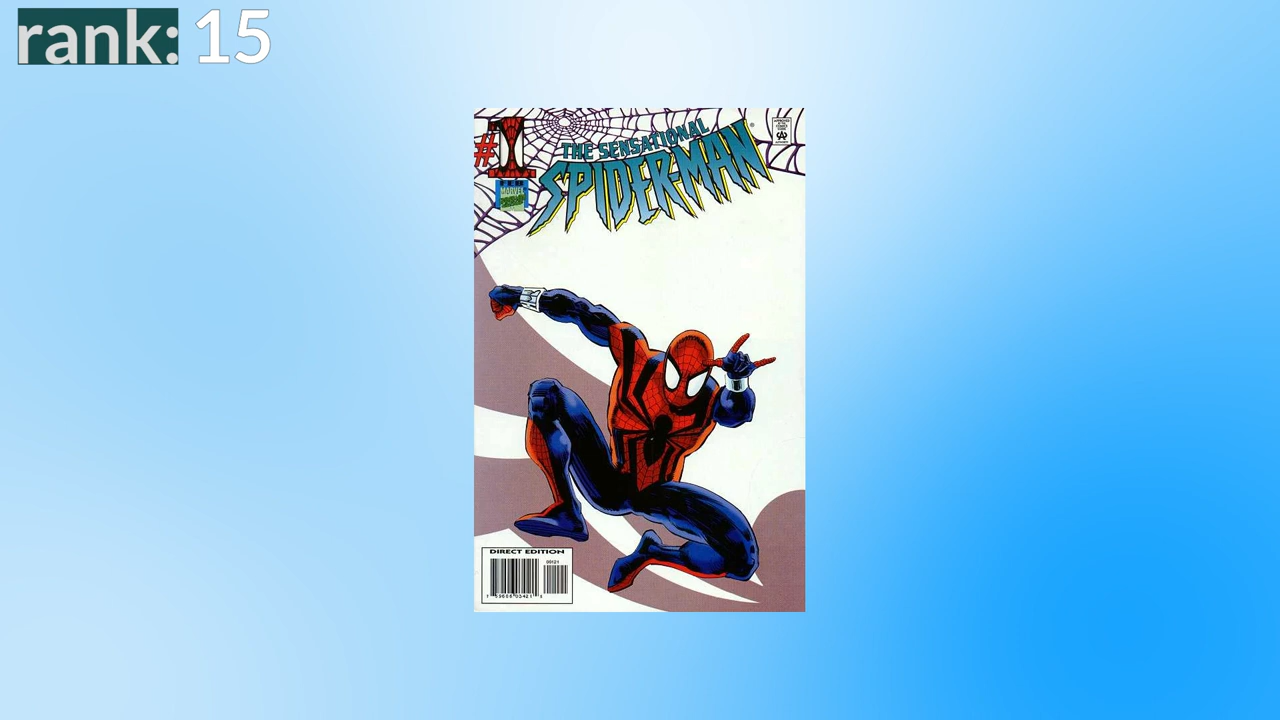 rank: 15
#1
THE SENSATIONAL
SPIDER-MAN
MARVEL
DIRECT EDITION